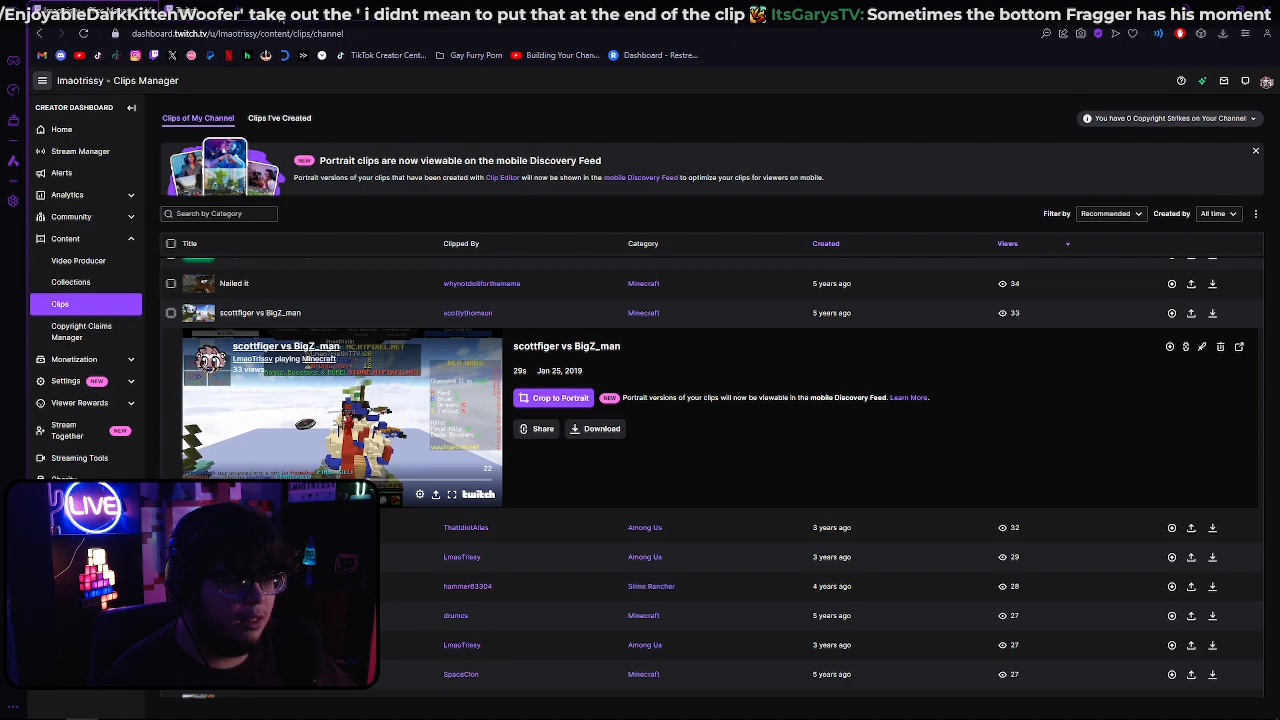 /EnjoyableDarkKittenWoofer' take out the ' i didnt mean to put that at the end of the clip ItsGarysTV: Sometimes the bottom Fragger has his moment
dashboard.twitch.tv/u/lmaotrissy/content/clips/channel
TikTok Creator Cent...
Gay Furry Porn
Building Your Chan...
Dashboard - Restre...
lmaotrissy • Clips Manager
CREATOR DASHBOARD
Home
Stream Manager
Alerts
Analytics
Community
Content
Video Producer
Collections
Clips
Copyright Claims
Manager
Monetization
Settings NEW
Viewer Rewards
Stream
Together NEW
Streaming Tools
Clips of My Channel
Clips I've Created
You have 0 Copyright Strikes on Your Channel
NEW Portrait clips are now viewable on the mobile Discovery Feed
Portrait versions of your clips that have been created with Clip Editor will now be shown in the mobile Discovery Feed to optimize your clips for viewers on mobile.
Search by Category
Filter by Recommended Created by All time
Title Clipped By Category Created Views
Nailed it whynotdoitforthememe Minecraft 5 years ago 34
scottfiger vs BigZ_man scottythomson Minecraft 5 years ago 33
scottfiger vs BigZ_man
LmaoTrissy playing Minecraft
33 views
MC.HYPIXEL.NET
BED WARS
www.hypixel.net
22
twitch
scottfiger vs BigZ_man
29s Jan 25, 2019
Crop to Portrait NEW Portrait versions of your clips will now be viewable in the mobile Discovery Feed. Learn More.
Share Download
ThatIdiotAlias Among Us 3 years ago 32
LmaoTrissy Among Us 3 years ago 29
hammer63304 Slime Rancher 4 years ago 28
drumcs Minecraft 5 years ago 27
LmaoTrissy Among Us 3 years ago 27
SpaceClon Minecraft 5 years ago 27
LIVE